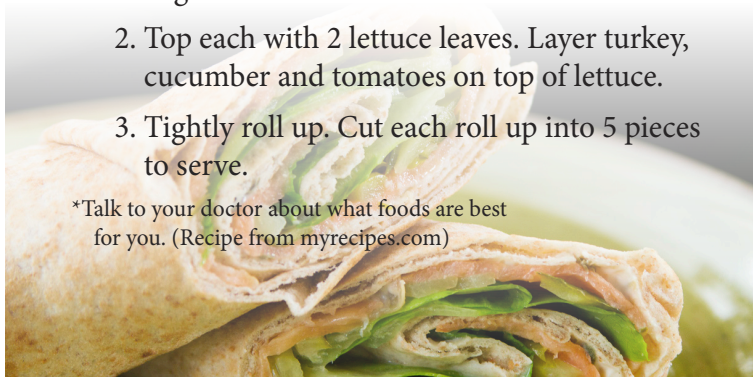 2. Top each with 2 lettuce leaves. Layer turkey,
cucumber and tomatoes on top of lettuce.
3. Tightly roll up. Cut each roll up into 5 pieces
to serve.
*Talk to your doctor about what foods are best
for you. (Recipe from myrecipes.com)